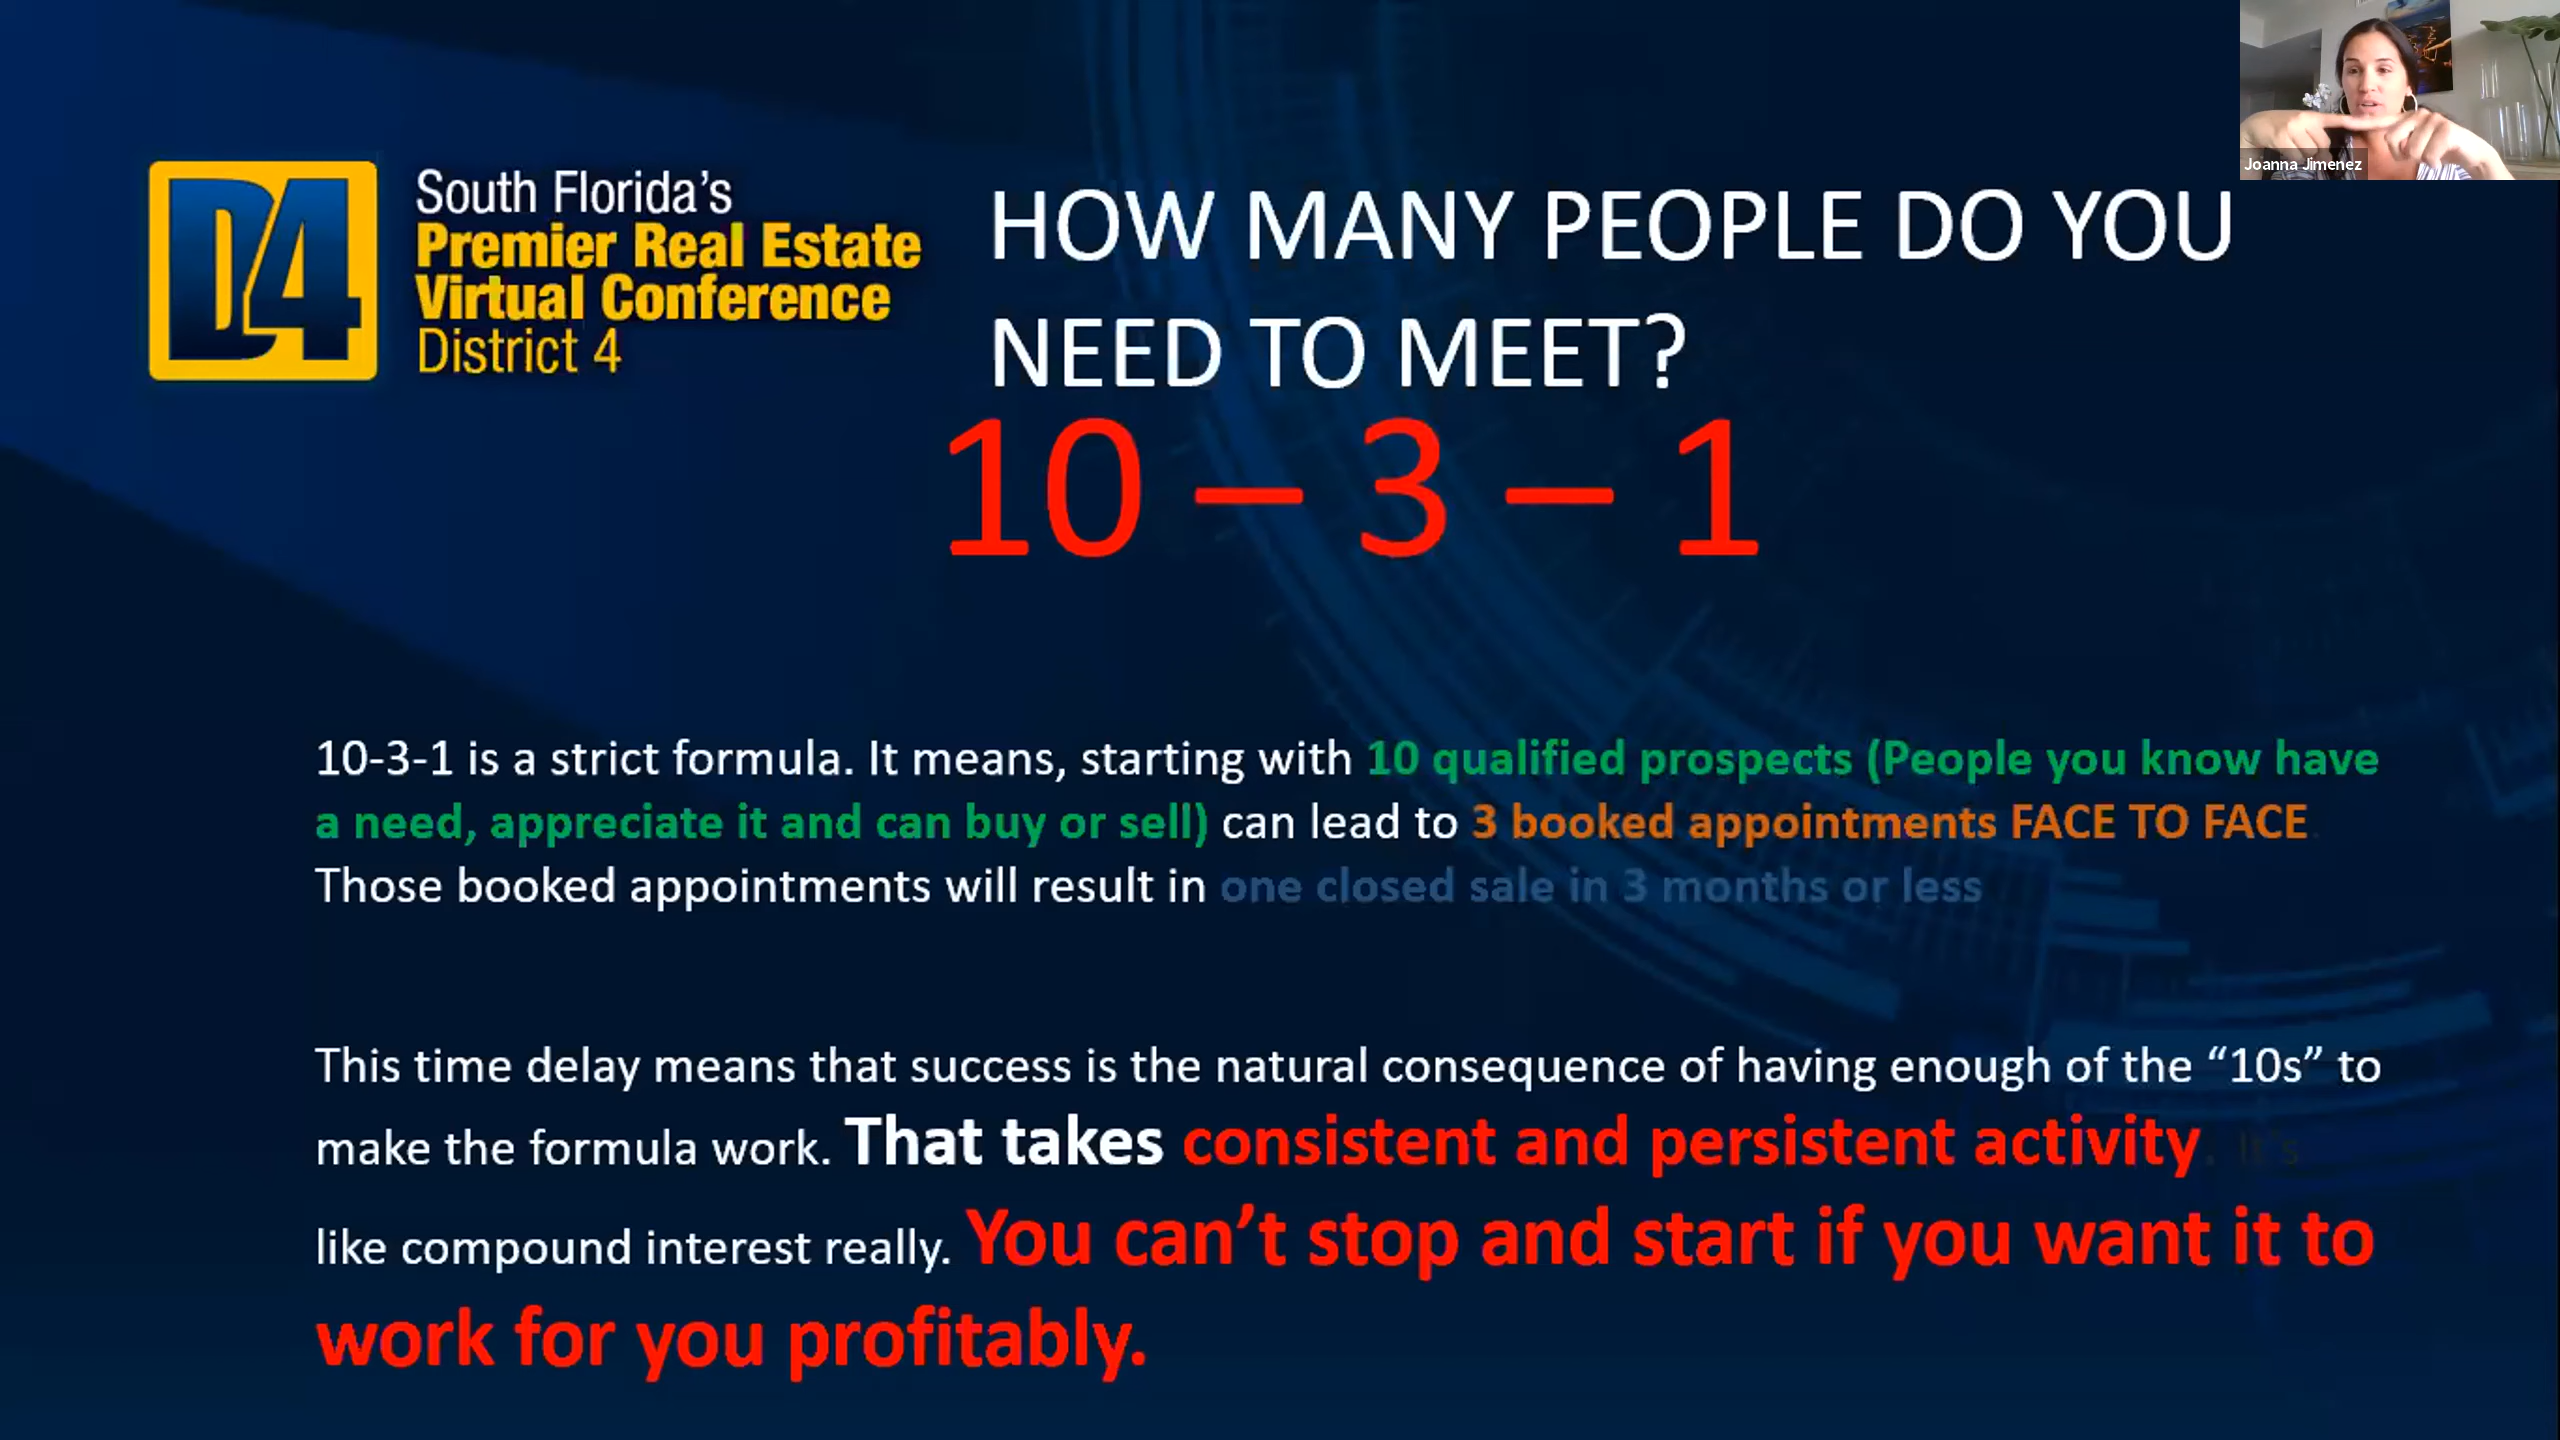 Joanna Jimenez
D4
South Florida's
Premier Real Estate
Virtual Conference
District 4
HOW MANY PEOPLE DO YOU
NEED TO MEET?
10 – 3 – 1
10-3-1 is a strict formula. It means, starting with 10 qualified prospects (People you know have
a need, appreciate it and can buy or sell) can lead to 3 booked appointments FACE TO FACE.
Those booked appointments will result in one closed sale in 3 months or less
This time delay means that success is the natural consequence of having enough of the “10s” to
make the formula work. That takes consistent and persistent activity. It's
like compound interest really. You can’t stop and start if you want it to
work for you profitably.